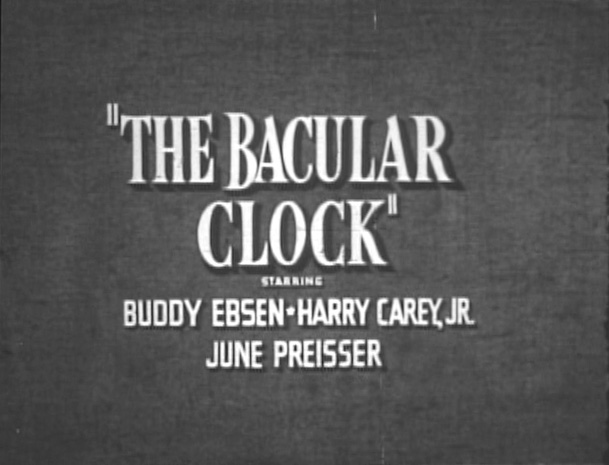 "THE BACULAR
CLOCK"
STARRING
BUDDY EBSEN*HARRY CAREY, JR.
JUNE PREISSER